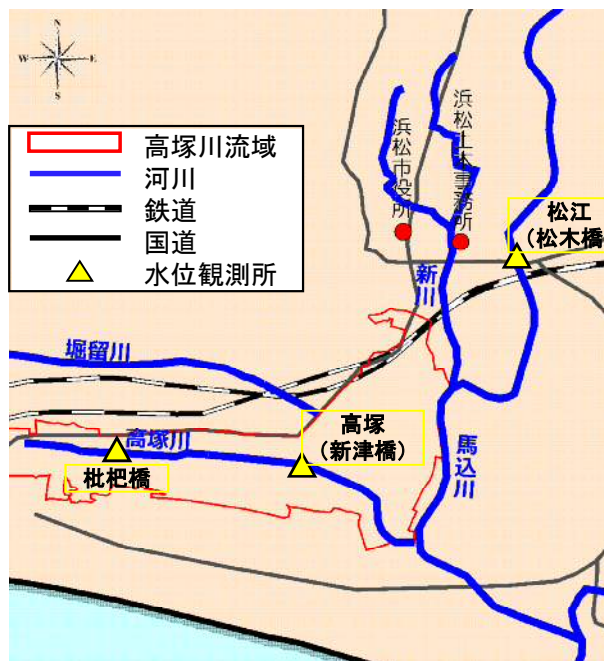 N
W
E
S
高塚川流域
河川
鉄道
国道
水位観測所
浜松市役所
浜松土木事務所
松江
（松木橋）
新川
堀留川
高塚川
高塚
（新津橋）
枇杷橋
馬込川